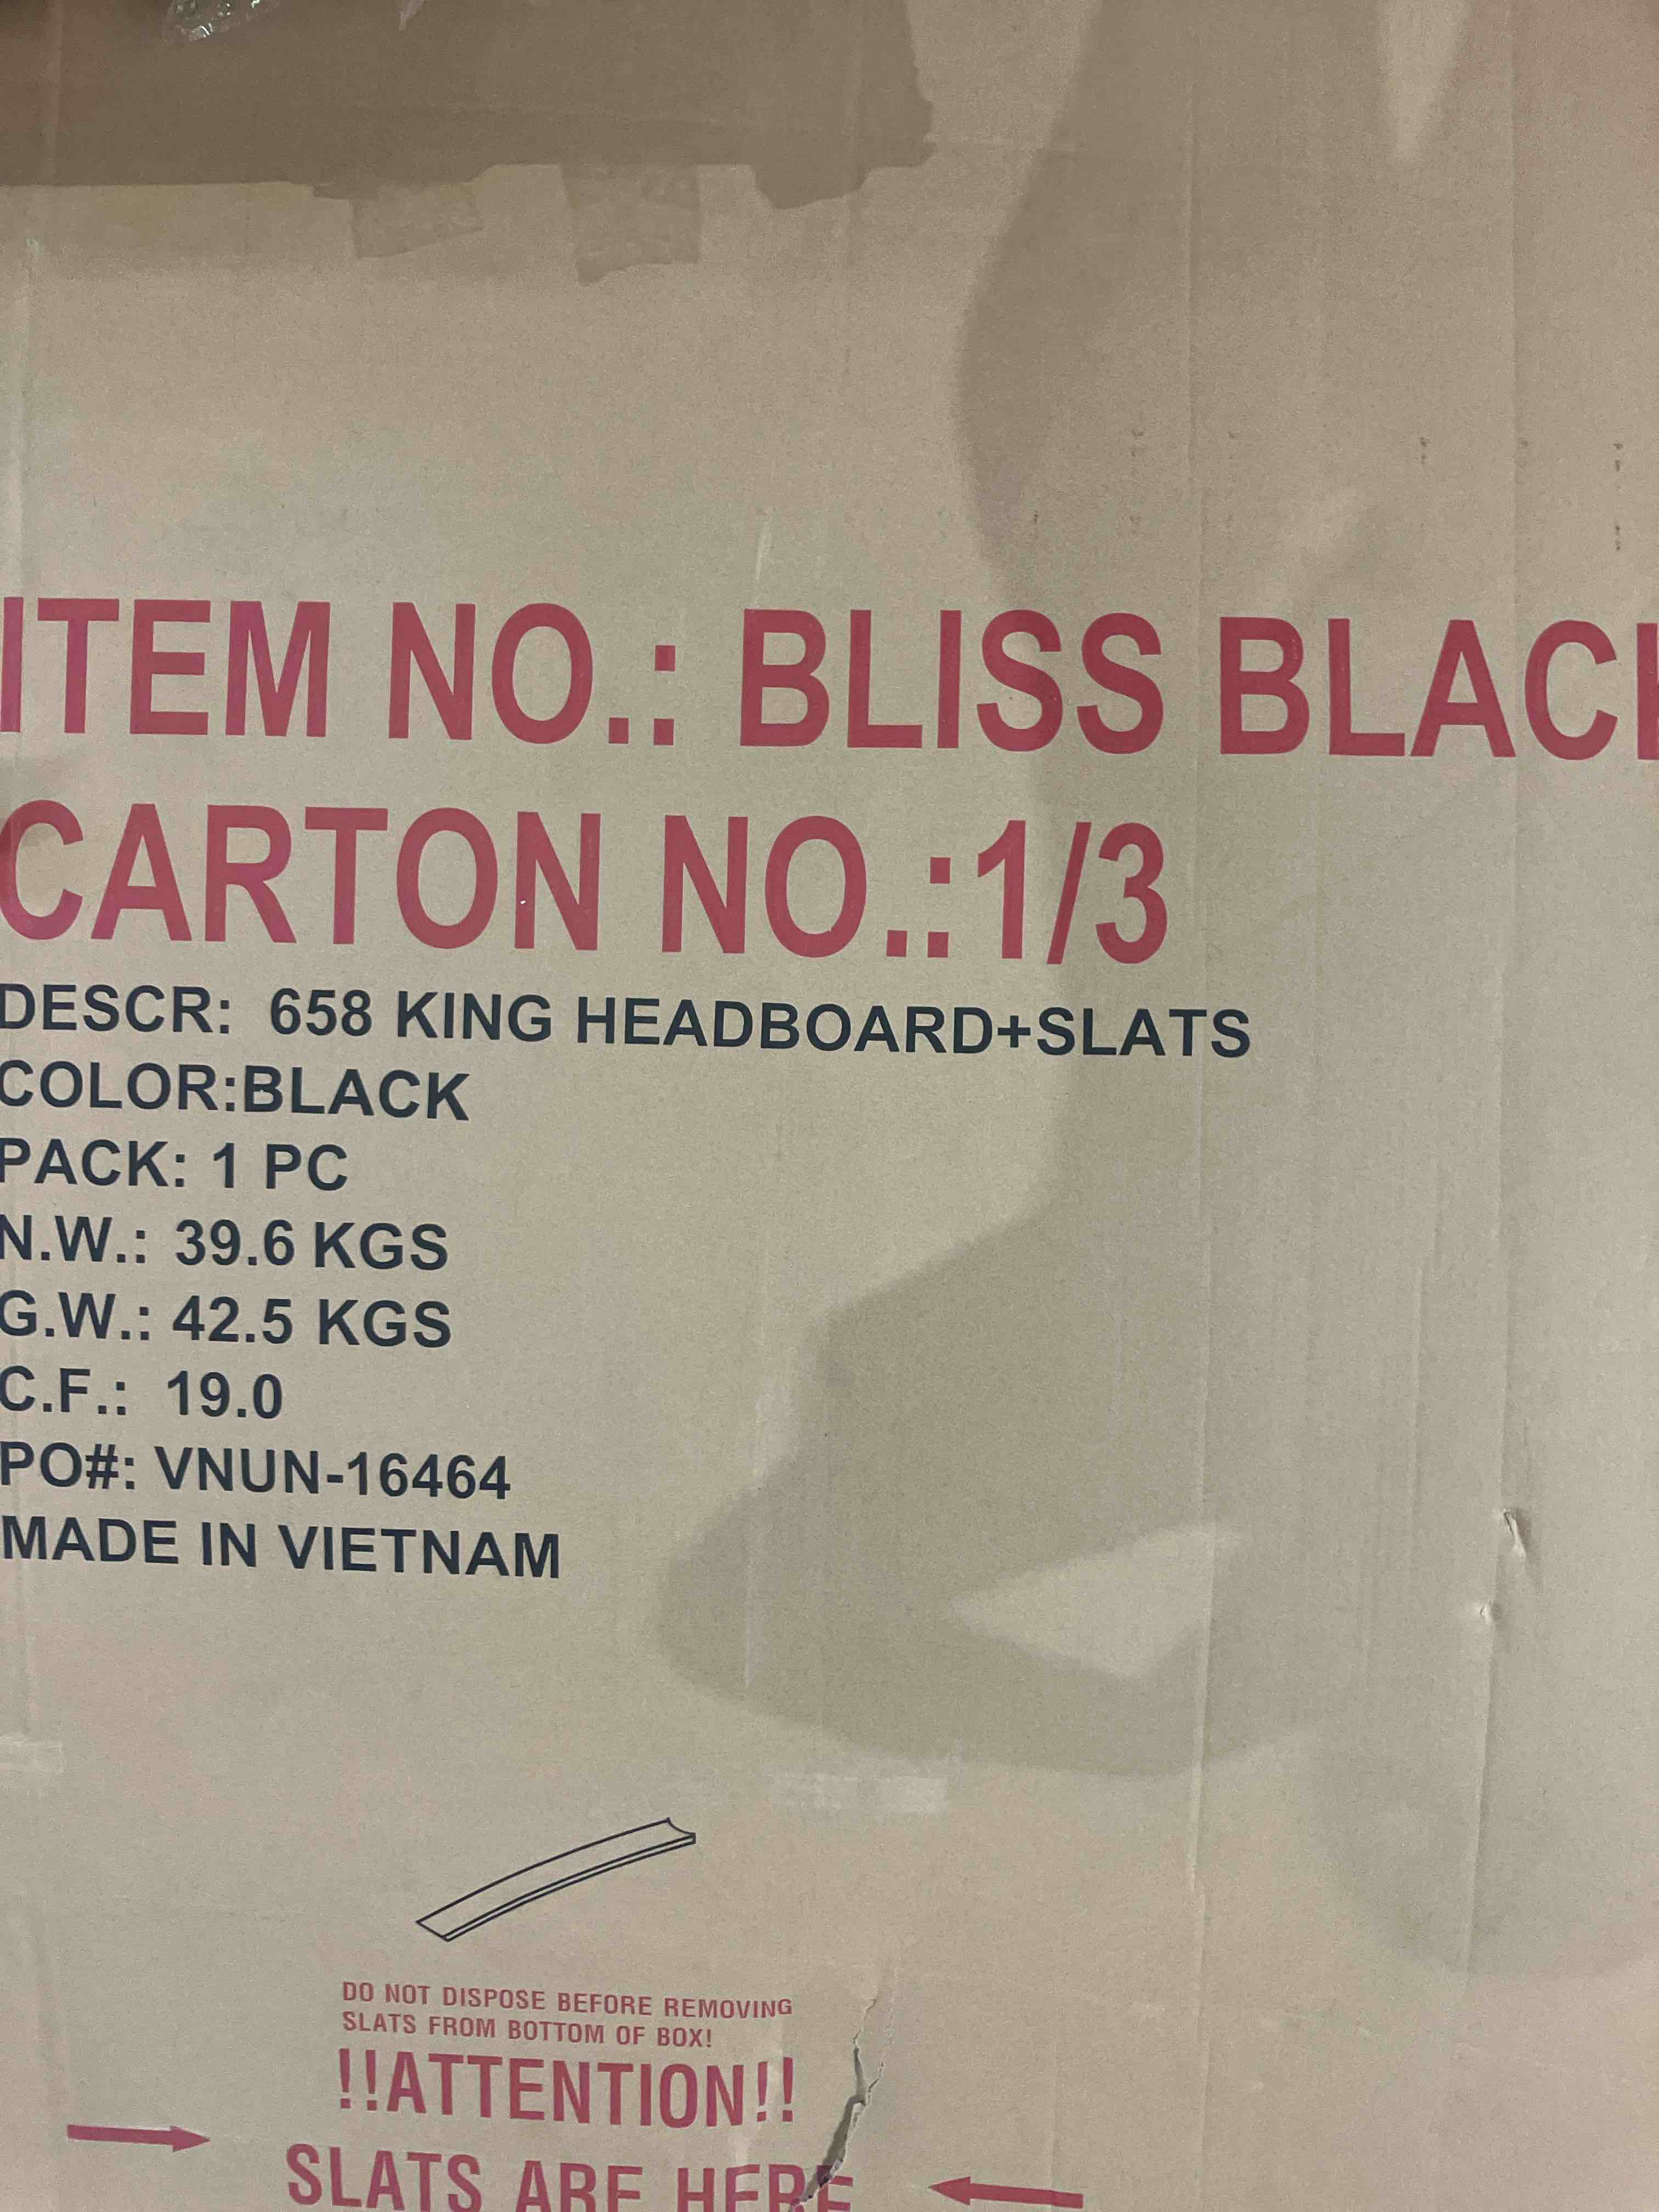 ITEM NO.: BLISS BLACK
CARTON NO.:1/3
DESCR: 658 KING HEADBOARD+SLATS
COLOR:BLACK
PACK: 1 PC
N.W.: 39.6 KGS
G.W.: 42.5 KGS
C.F.: 19.0
PO#: VNUN-16464
MADE IN VIETNAM
DO NOT DISPOSE BEFORE REMOVING
SLATS FROM BOTTOM OF BOX!
!!ATTENTION!!
SLATS ARE HERE